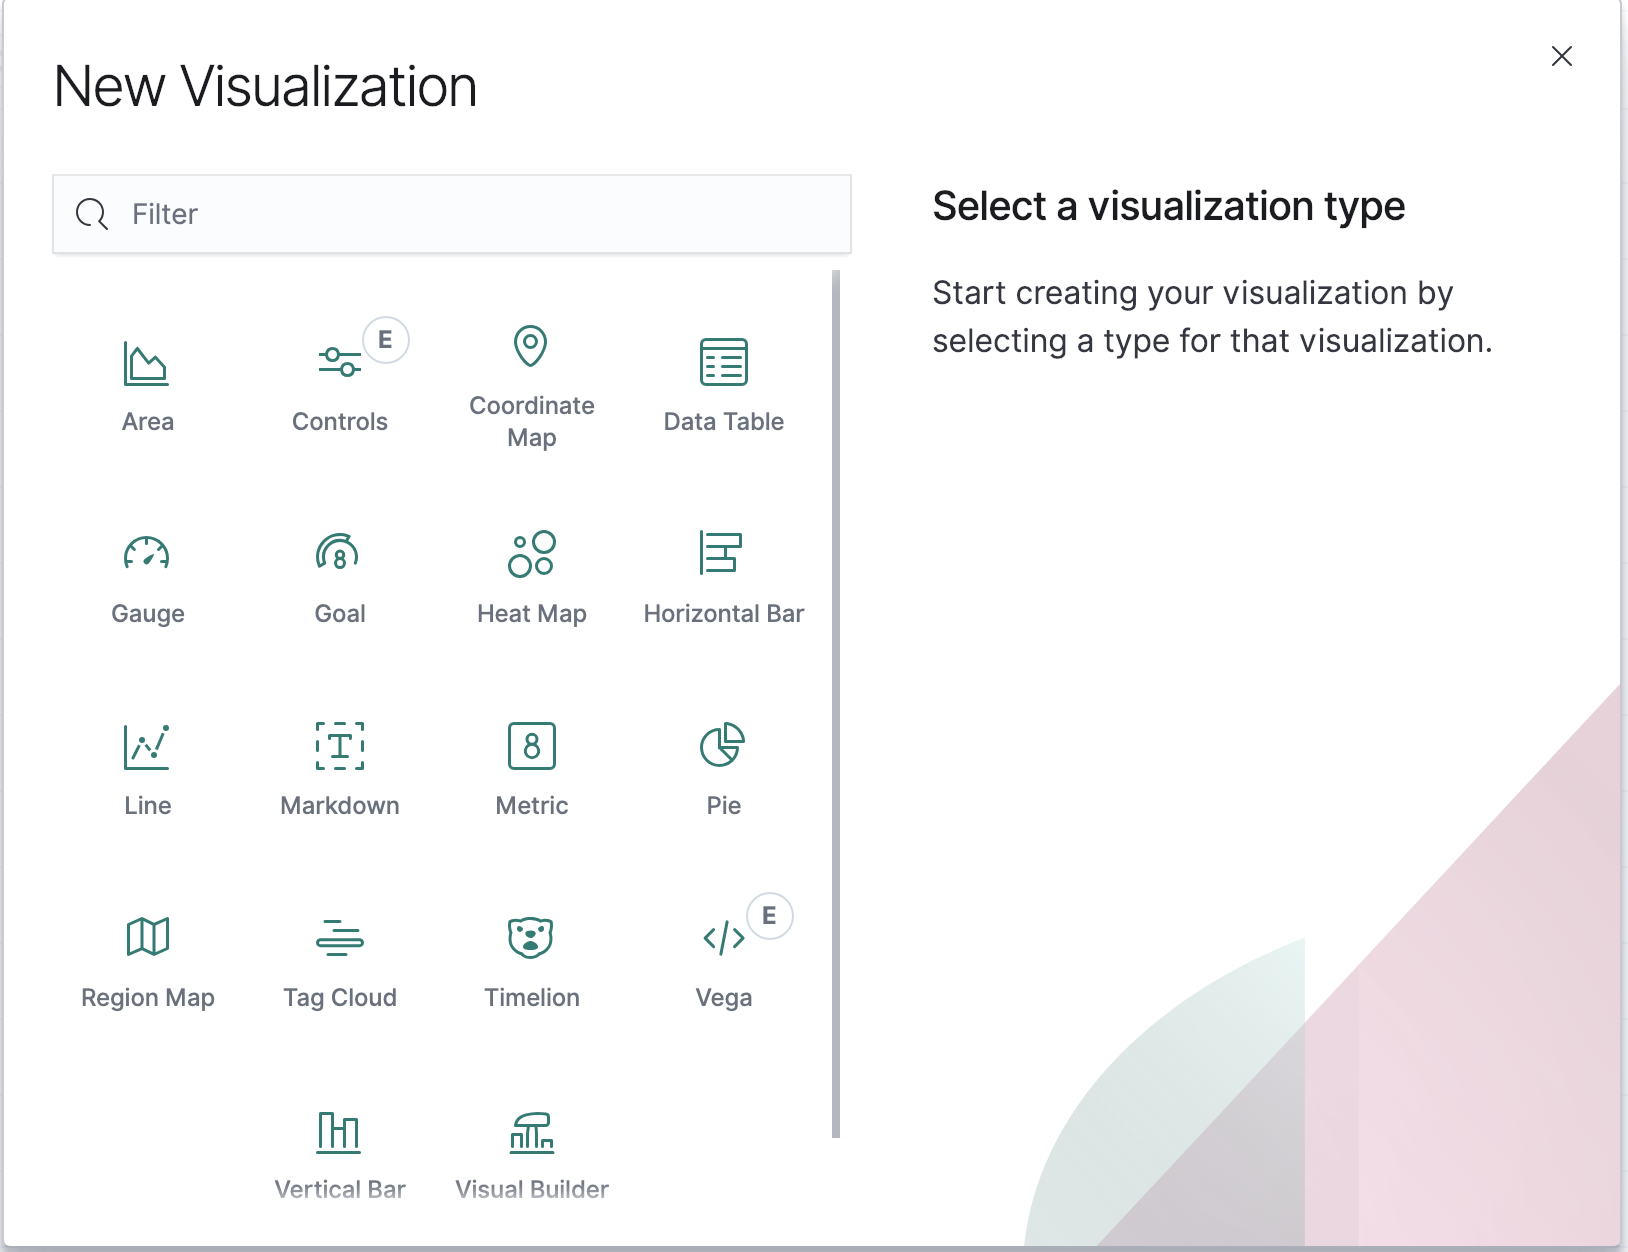 New Visualization
Filter
Select a visualization type
Start creating your visualization by
selecting a type for that visualization.
E
Area
Controls
Coordinate
Map
Data Table
Gauge
8
Goal
Heat Map
Horizontal Bar
Line
T
Markdown
8
Metric
Pie
Region Map
Tag Cloud
Timelion
E
</>
Vega
Vertical Bar
Visual Builder